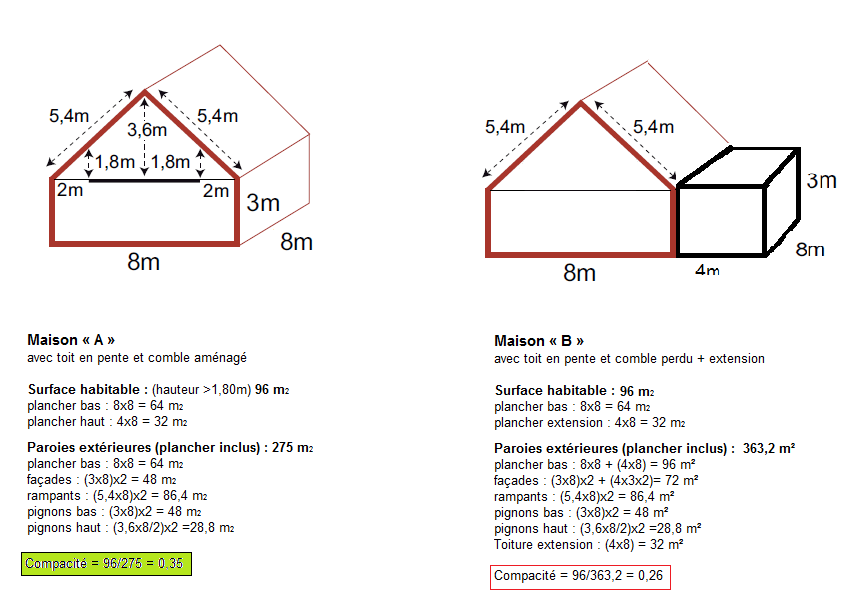 5,4m
5,4m
3,6m
1,8m
1,8m
2m
2m
3m
8m
8m
5,4m
5,4m
3m
8m
8m
4m
Maison « A »
avec toit en pente et comble aménagé
Surface habitable : (hauteur >1,80m) 96 m2
plancher bas : 8x8 = 64 m2
plancher haut : 4x8 = 32 m2
Paroies extérieures (plancher inclus) : 275 m2
plancher bas : 8x8 = 64 m2
façades : (3x8)x2 = 48 m2
rampants : (5,4x8)x2 = 86,4 m2
pignons bas : (3x8)x2 = 48 m2
pignons haut : (3,6x8/2)x2 =28,8 m2
Compacité = 96/275 = 0.35
Maison « B »
avec toit en pente et comble perdu + extension
Surface habitable : 96 m2
plancher bas : 8x8 = 64 m2
plancher extension : 4x8 = 32 m2
Paroies extérieures (plancher inclus) : 363,2 m²
plancher bas : 8x8 + (4x8) = 96 m²
façades : (3x8)x2 + (4x3x2)= 72 m²
rampants : (5,4x8)x2 = 86,4 m²
pignons bas : (3x8)x2 = 48 m²
pignons haut : (3,6x8/2)x2 =28,8 m²
Toiture extension : (4x8) = 32 m²
Compacité = 96/363,2 = 0,26